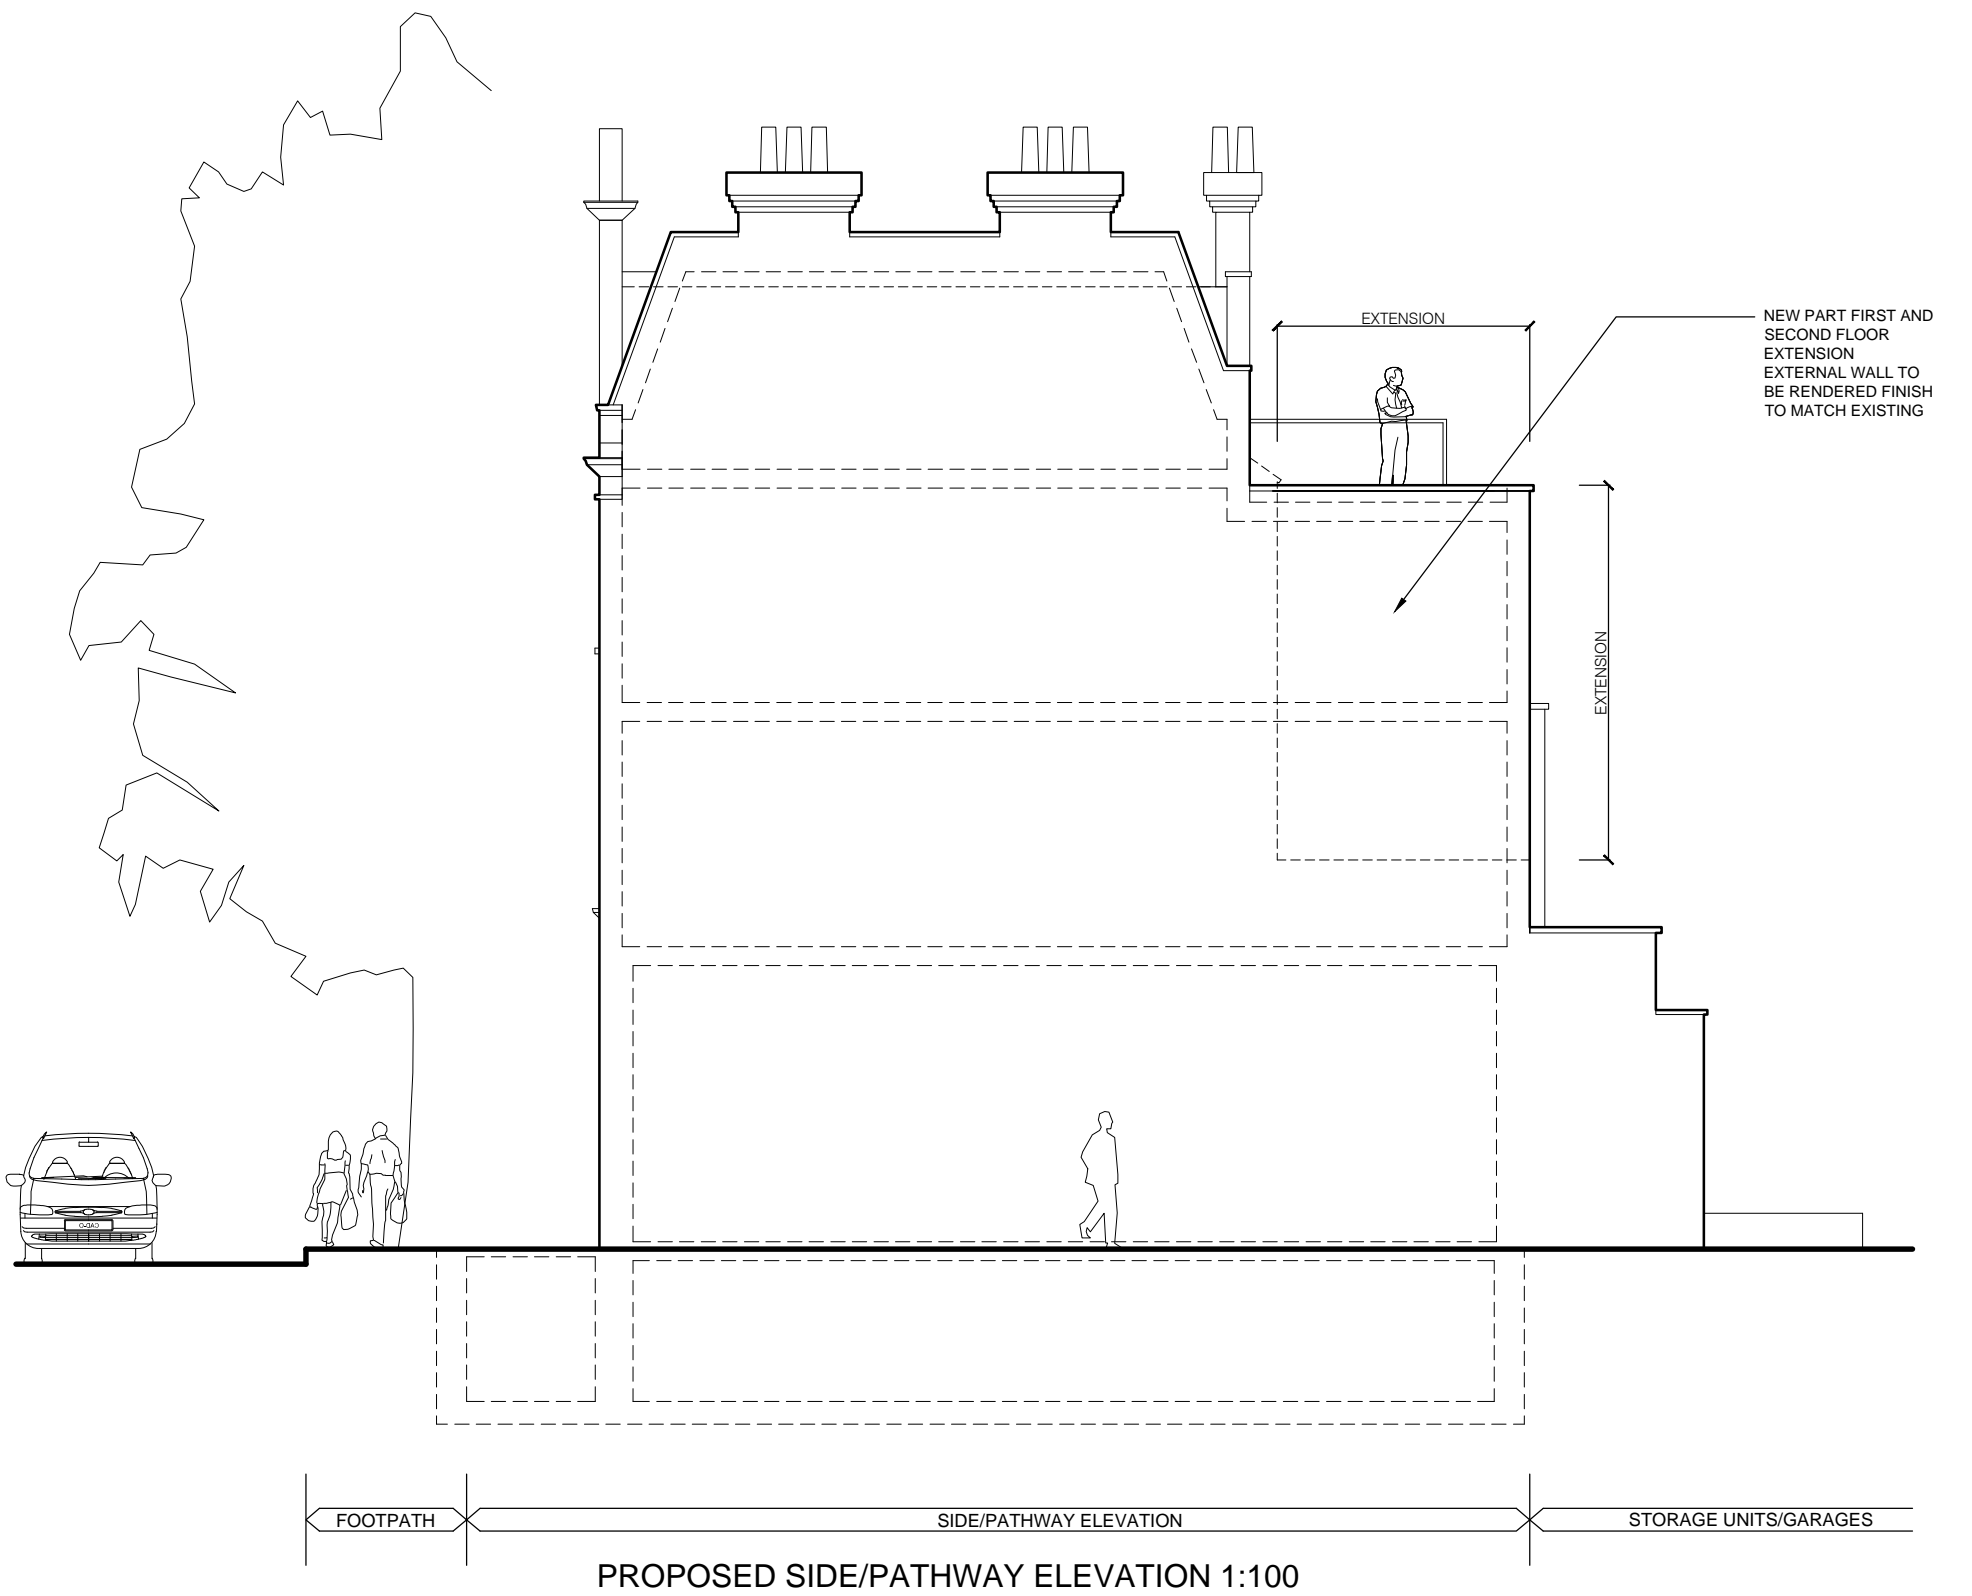 EXTENSION
NEW PART FIRST AND
SECOND FLOOR
EXTENSION
EXTERNAL WALL TO
BE RENDERED FINISH
TO MATCH EXISTING
EXTENSION
CAD-O
FOOTPATH
SIDE/PATHWAY ELEVATION
STORAGE UNITS/GARAGES
PROPOSED SIDE/PATHWAY ELEVATION 1:100